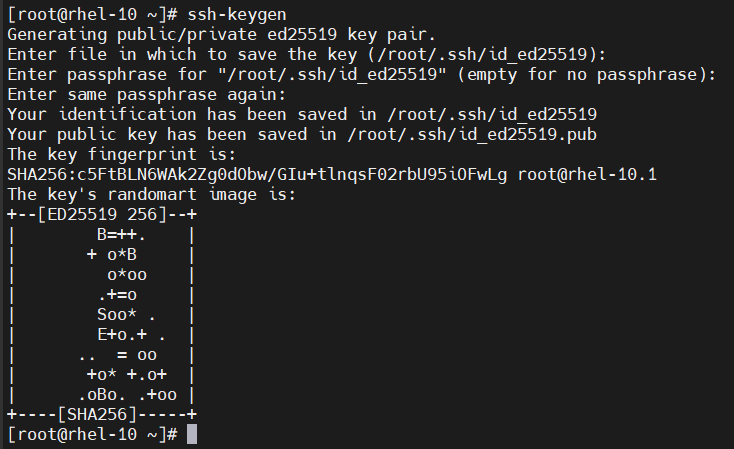 [root@rhel-10 ~]# ssh-keygen
Generating public/private ed25519 key pair.
Enter file in which to save the key (/root/.ssh/id_ed25519):
Enter passphrase for "/root/.ssh/id_ed25519" (empty for no passphrase):
Enter same passphrase again:
Your identification has been saved in /root/.ssh/id_ed25519
Your public key has been saved in /root/.ssh/id_ed25519.pub
The key fingerprint is:
SHA256:c5FtBLN6WAk2Zg0dObw/GIu+tlnqsF02rbU95iOFwLg root@rhel-10.1
The key's randomart image is:
+--[ED25519 256]--+
|        B=++.    |
|       + o*B     |
|         o*oo    |
|        .+=o     |
|        Soo* .   |
|        E+o.+ .  |
|      ..  = oo   |
|       +o* +.o+  |
|      .oBo. .+oo |
+----[SHA256]-----+
[root@rhel-10 ~]#